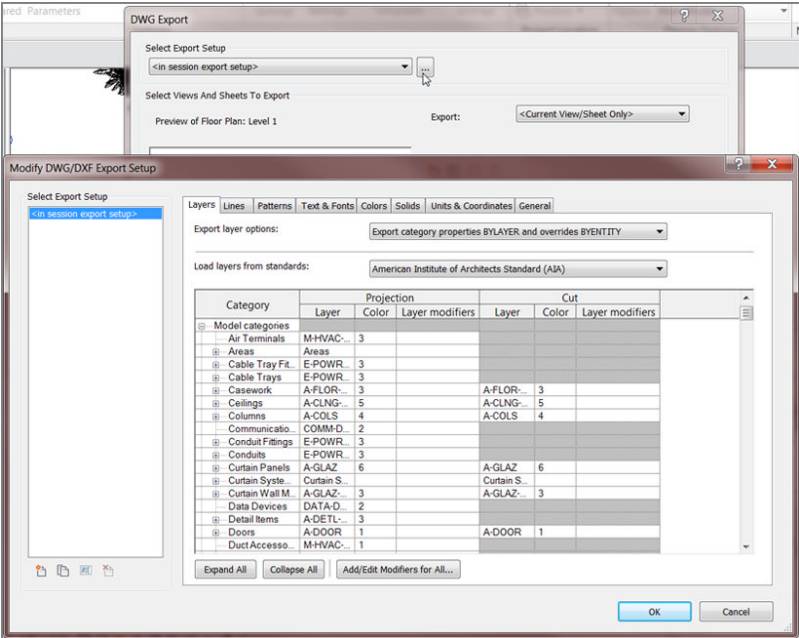 ared Parameters
DWG Export
Select Export Setup
<in session export setup>
...
Select Views And Sheets To Export
Preview of Floor Plan: Level 1
Export:
<Current View/Sheet Only>
Modify DWG/DXF Export Setup
Select Export Setup
<in session export setup>
Layers Lines Patterns Text & Fonts Colors Solids Units & Coordinates General
Export layer options:
Export category properties BYLAYER and overrides BYENTITY
Load layers from standards:
American Institute of Architects Standard (AIA)
Category Projection Cut
Layer Color Layer modifiers Layer Color Layer modifiers
Model categories
Air Terminals M-HVAC-... 3
Areas Areas
Cable Tray Fit... E-POWR... 3
Cable Trays E-POWR... 3
Casework A-FLOR-... 3 A-FLOR-... 3
Ceilings A-CLNG-... 5 A-CLNG-... 5
Columns A-COLS 4 A-COLS 4
Communicatio... COMM-D... 2
Conduit Fittings E-POWR... 3
Conduits E-POWR... 3
Curtain Panels A-GLAZ 6 A-GLAZ 6
Curtain Syste... Curtain S... Curtain S...
Curtain Wall M... A-GLAZ-... 3 A-GLAZ-... 3
Data Devices DATA-D... 2
Detail Items A-DETL-... 3
Doors A-DOOR 1 A-DOOR 1
Duct Accesso... M-HVAC-... 1
Expand All Collapse All Add/Edit Modifiers for All...
OK Cancel